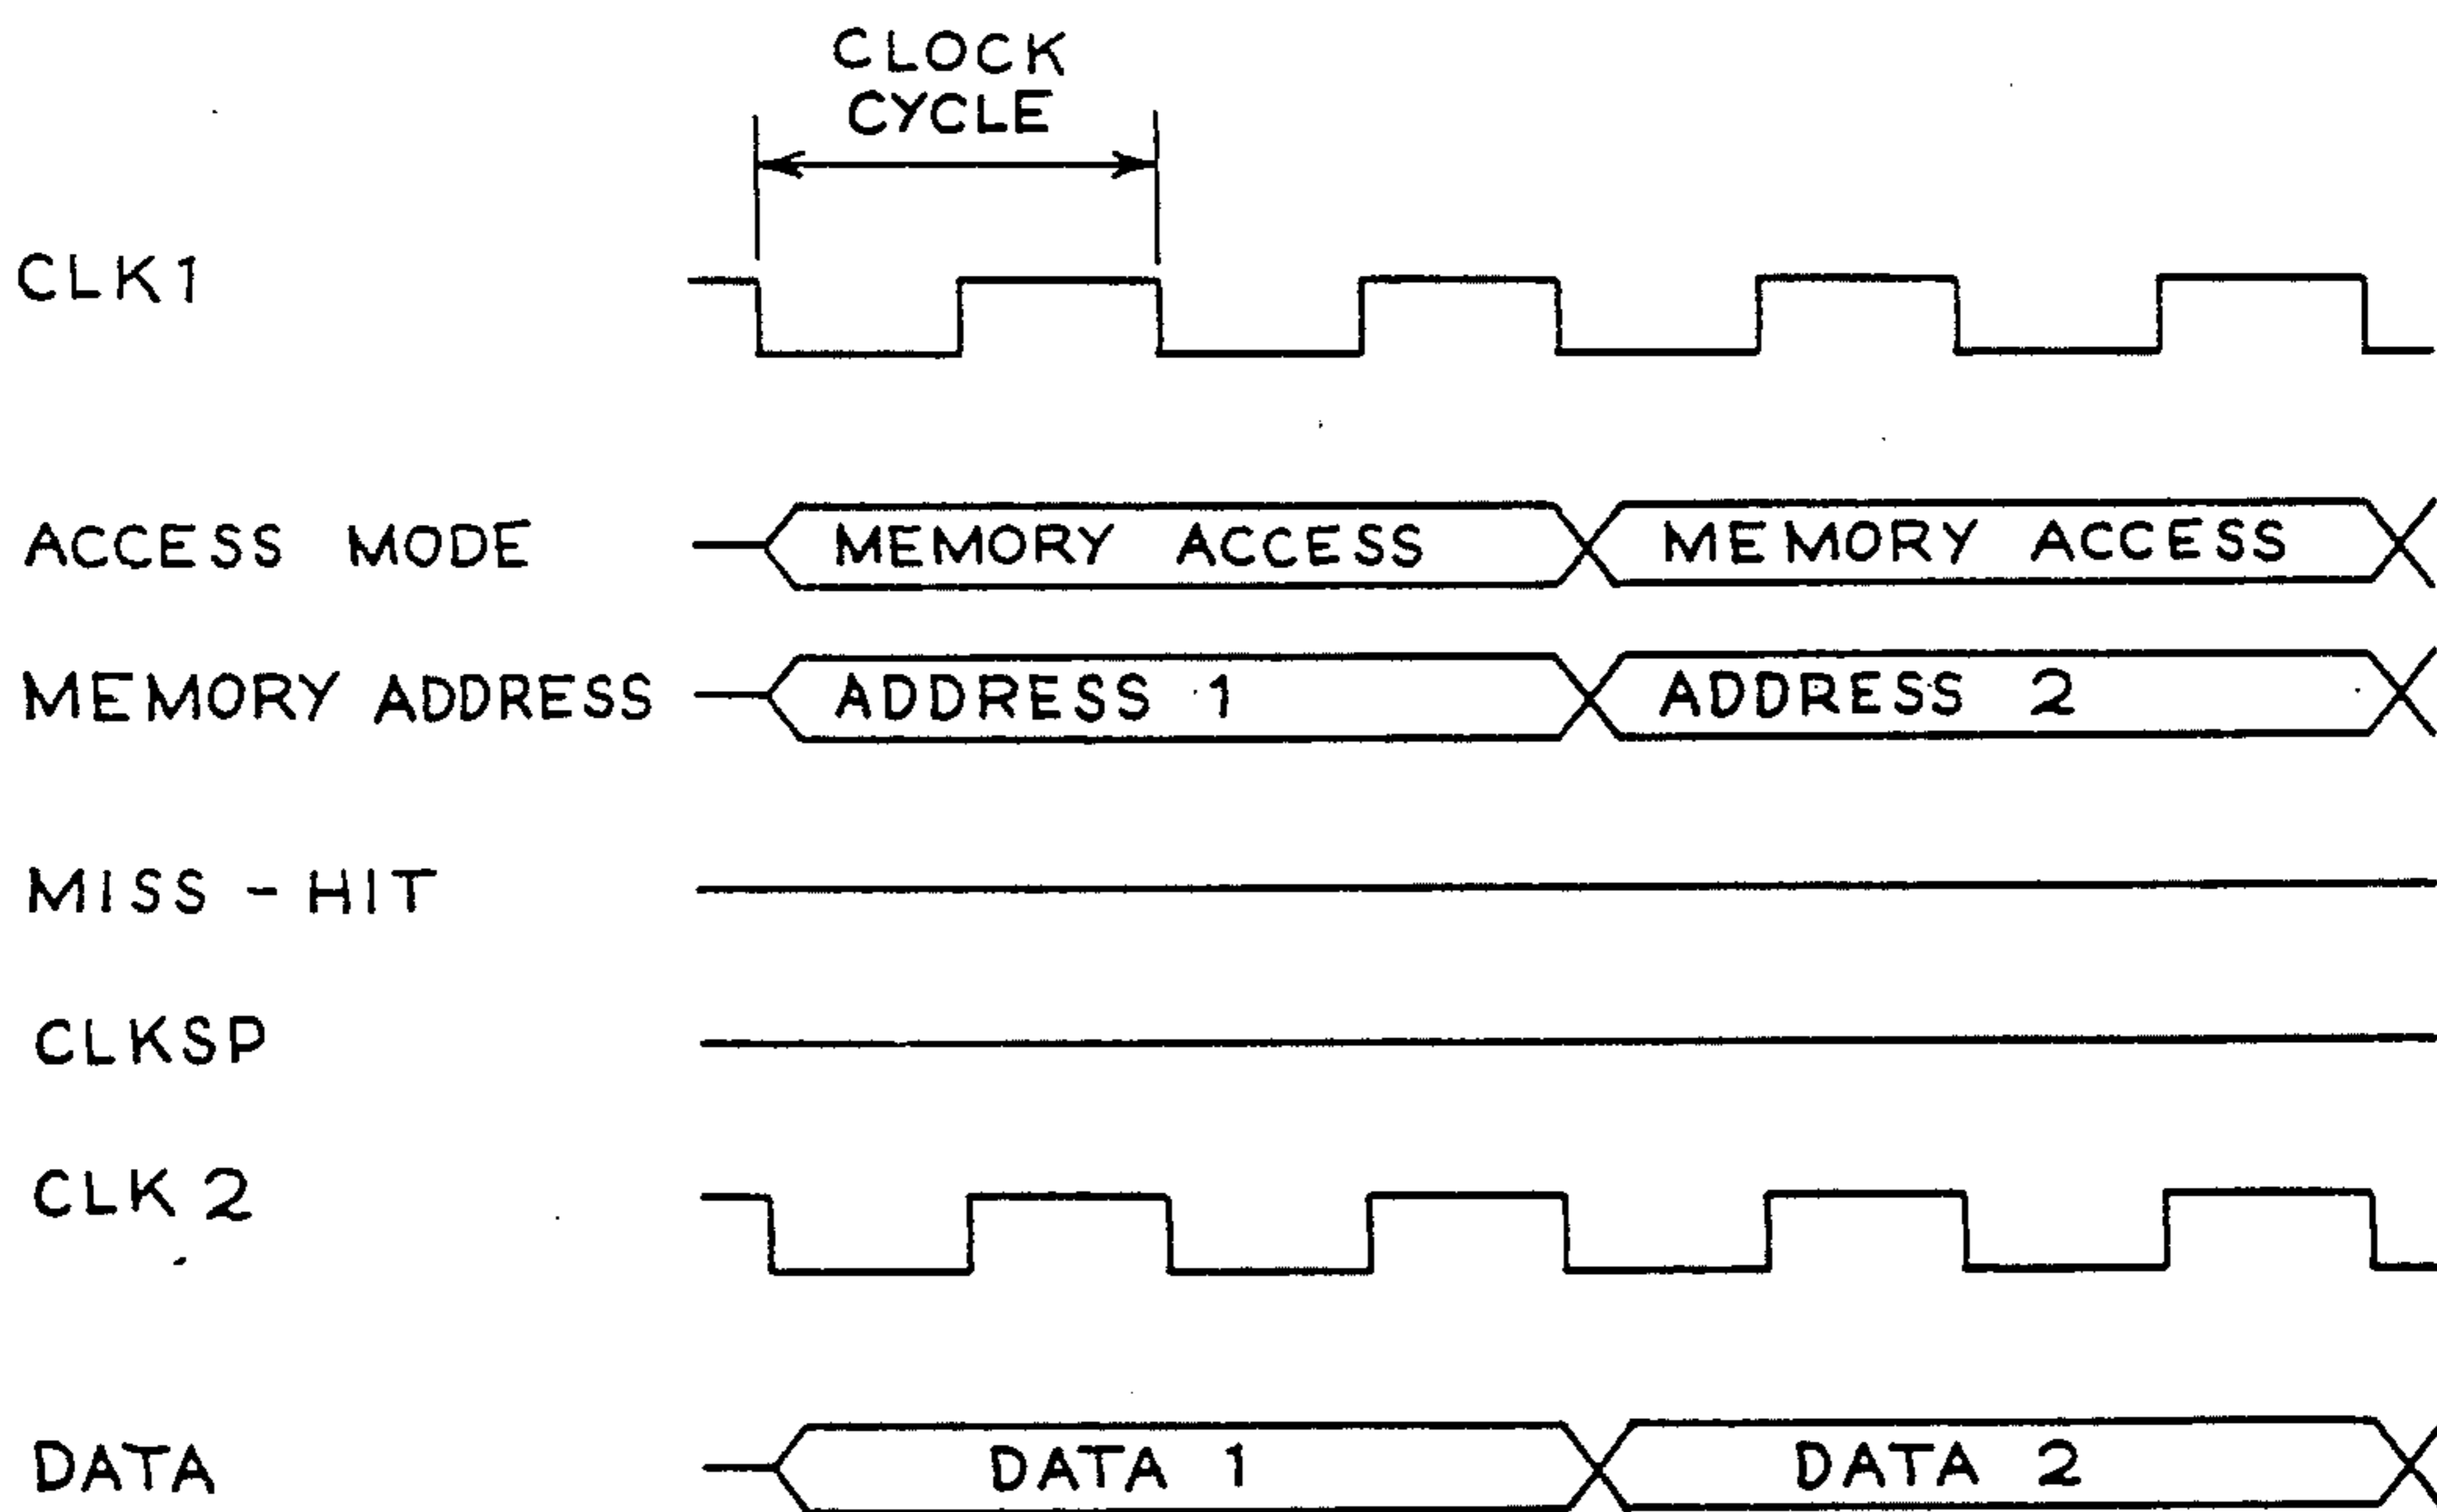 CLOCK
CYCLE
CLK1
ACCESS MODE
MEMORY ACCESS
MEMORY ACCESS
MEMORY ADDRESS
ADDRESS 1
ADDRESS 2
MISS - HIT
CLKSP
CLK 2
DATA
DATA 1
DATA 2